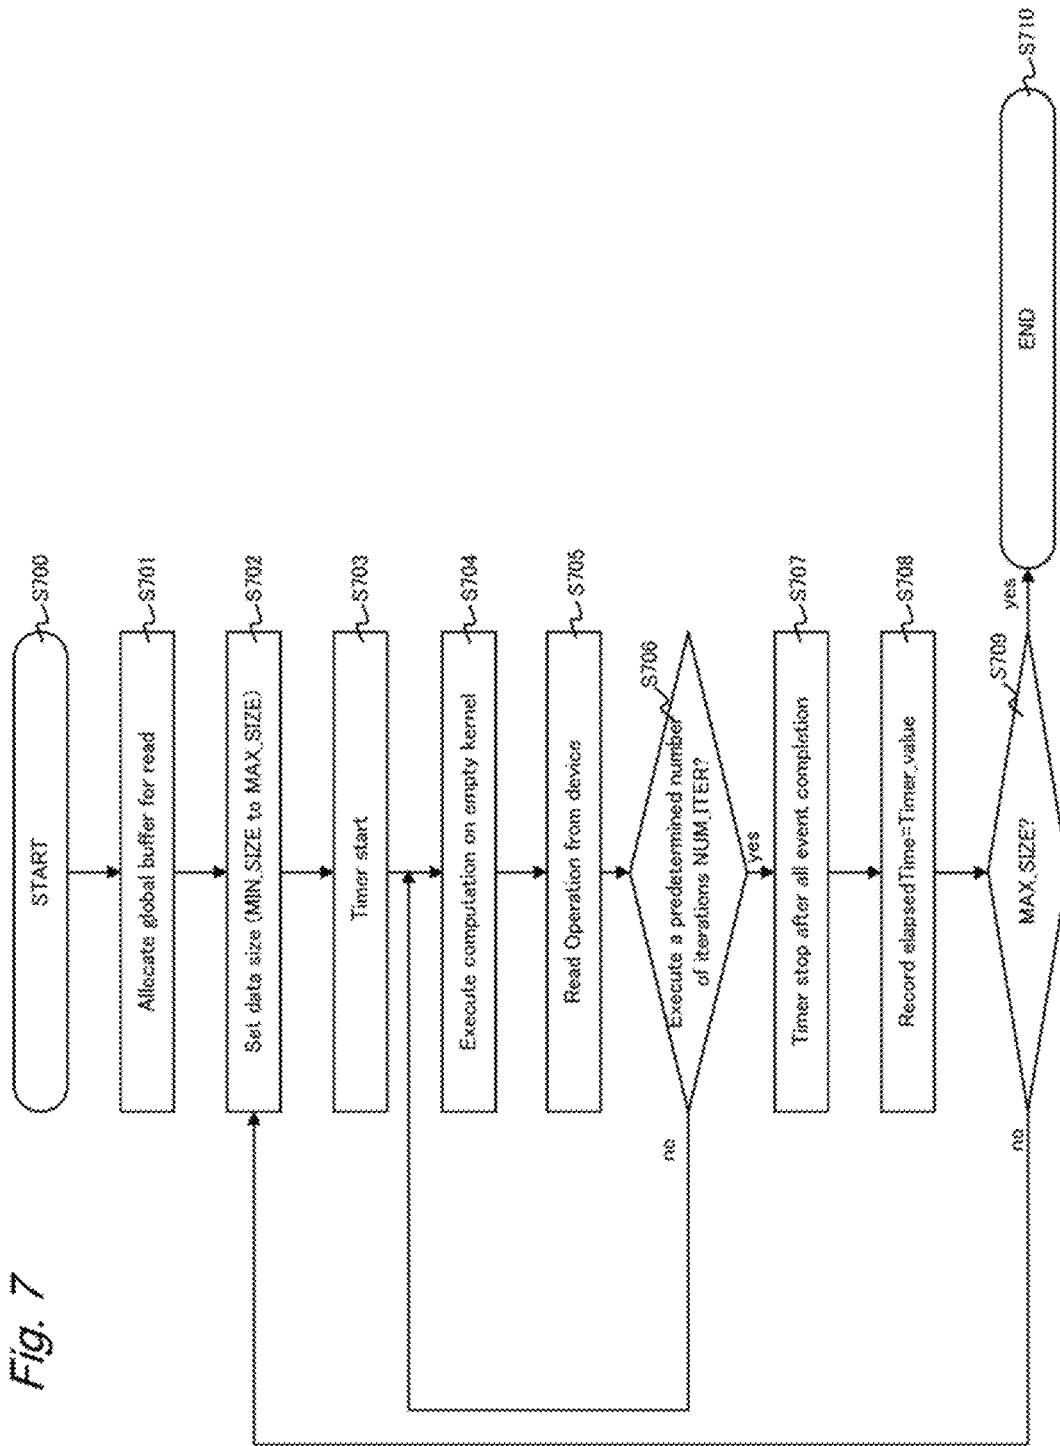 Fig. 7
START
S700
Allocate global buffer for read
S701
Set data size (MIN_SIZE to MAX_SIZE)
S702
Timer start
S703
Execute computation on empty kernel
S704
Read Operation from device
S705
Execute a predetermined number
of iterations NUM_ITER?
S706
no
yes
Timer stop after all event completion
S707
Record elapsedTime=Timer_value
S708
MAX_SIZE?
S709
no
yes
END
S710